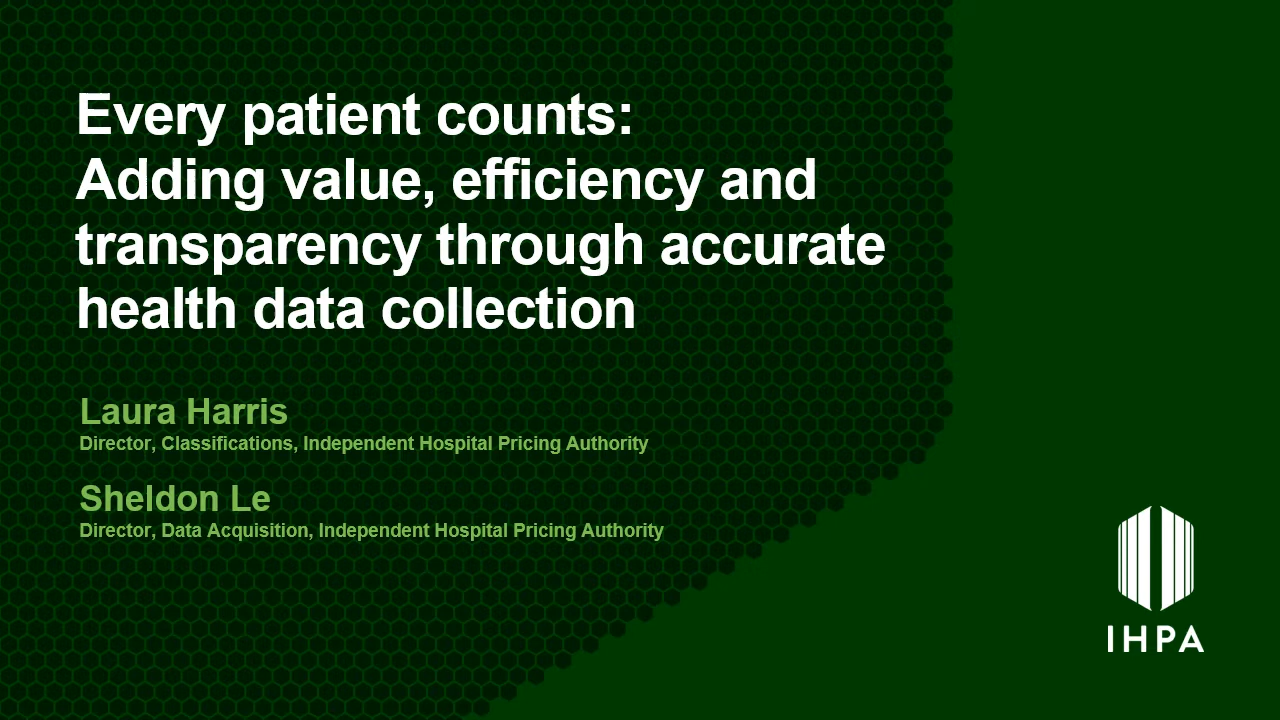 Every patient counts:
Adding value, efficiency and
transparency through accurate
health data collection
Laura Harris
Director, Classifications, Independent Hospital Pricing Authority
Sheldon Le
Director, Data Acquisition, Independent Hospital Pricing Authority
IHPA